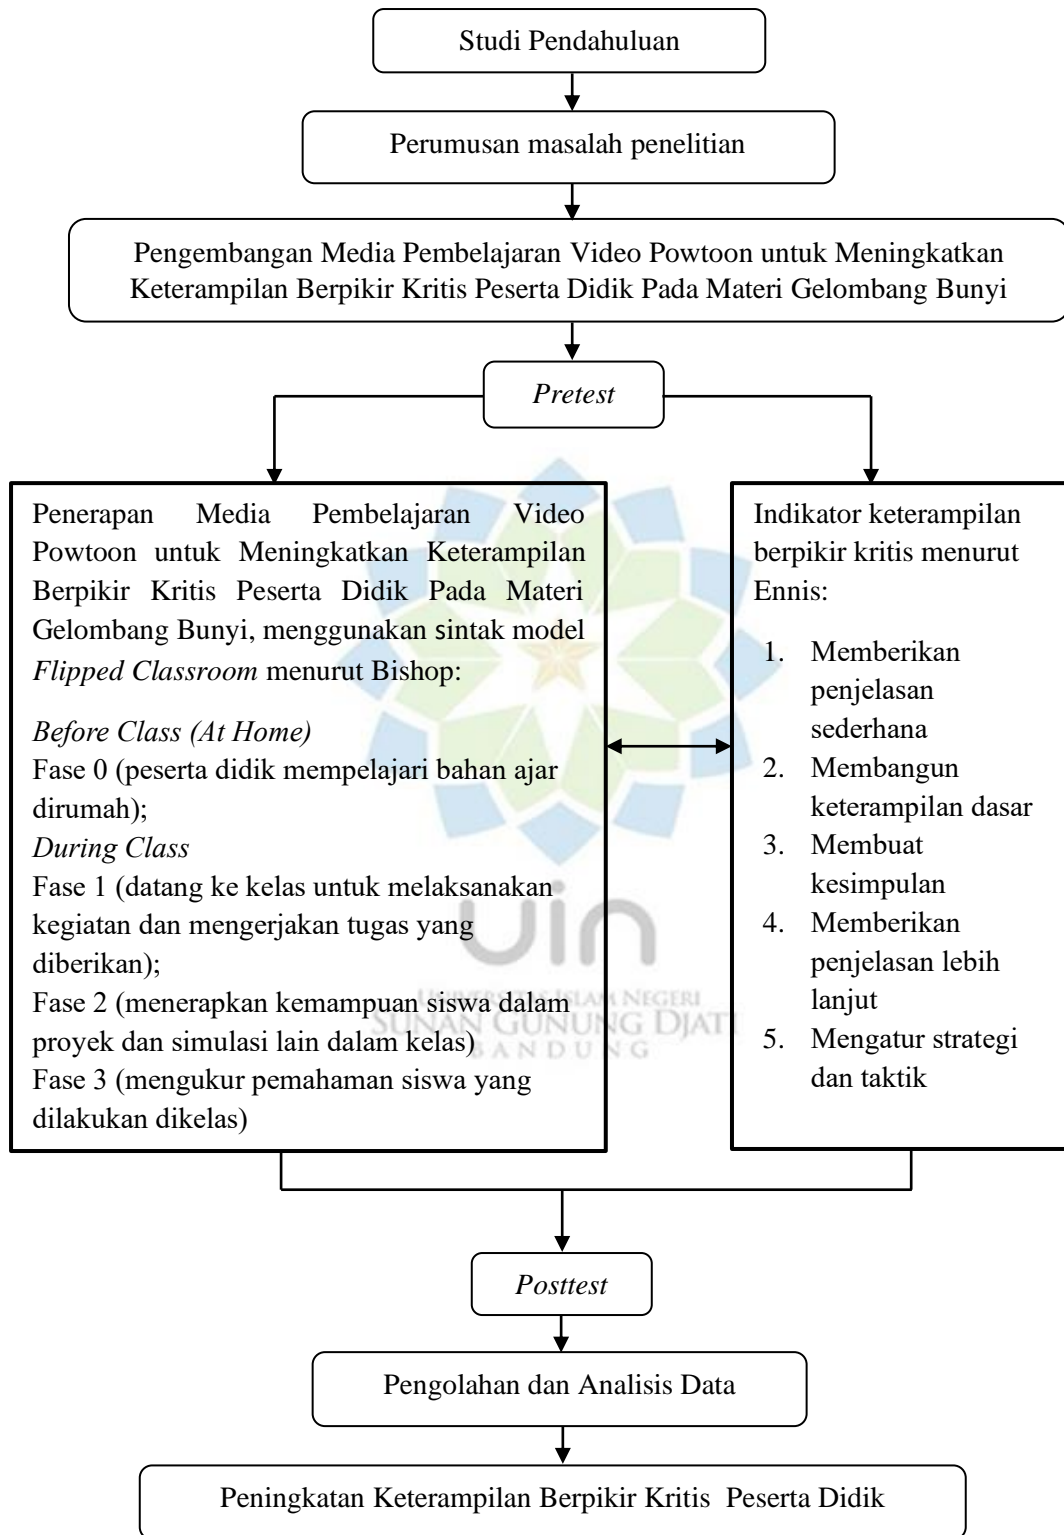 Studi Pendahuluan
Perumusan masalah penelitian
Pengembangan Media Pembelajaran Video Powtoon untuk Meningkatkan
Keterampilan Berpikir Kritis Peserta Didik Pada Materi Gelombang Bunyi
Pretest
Penerapan Media Pembelajaran Video
Powtoon untuk Meningkatkan Keterampilan
Berpikir Kritis Peserta Didik Pada Materi
Gelombang Bunyi, menggunakan sintak model
Flipped Classroom menurut Bishop:
Before Class (At Home)
Fase 0 (peserta didik mempelajari bahan ajar
dirumah);
During Class
Fase 1 (datang ke kelas untuk melaksanakan
kegiatan dan mengerjakan tugas yang
diberikan);
Fase 2 (menerapkan kemampuan siswa dalam
proyek dan simulasi lain dalam kelas)
Fase 3 (mengukur pemahaman siswa yang
dilakukan dikelas)
Indikator keterampilan
berpikir kritis menurut
Ennis:
1. Memberikan
penjelasan
sederhana
2. Membangun
keterampilan dasar
3. Membuat
kesimpulan
4. Memberikan
penjelasan lebih
lanjut
5. Mengatur strategi
dan taktik
uin
UNIVERSITAS ISLAM NEGERI
SUNAN GUNUNG DJATI
BANDUNG
Posttest
Pengolahan dan Analisis Data
Peningkatan Keterampilan Berpikir Kritis Peserta Didik